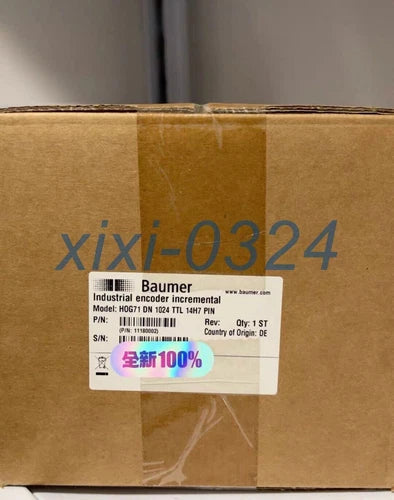 xixi-0324
Baumer
www.baumer.com
Industrial encoder incremental
Model: HOG71 DN 1024 TTL 14H7 PIN
P/N:
Rev: Qty: 1 ST
(P/N: 11180002)
Country of Origin: DE
S/N:
全新100%